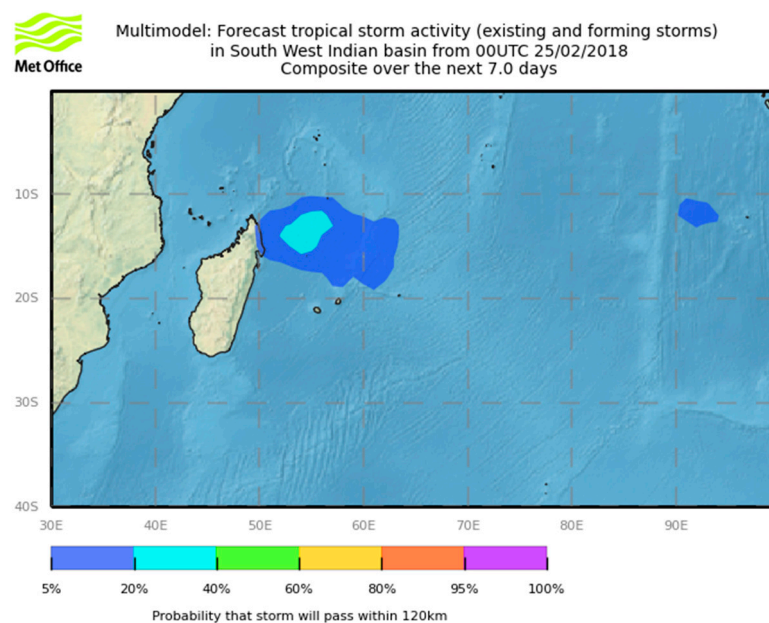 Met Office
Multimodel: Forecast tropical storm activity (existing and forming storms)
in South West Indian basin from 00UTC 25/02/2018
Composite over the next 7.0 days
10S
20S
30S
40S
30E 40E 50E 60E 70E 80E 90E
5% 20% 40% 60% 80% 95% 100%
Probability that storm will pass within 120km